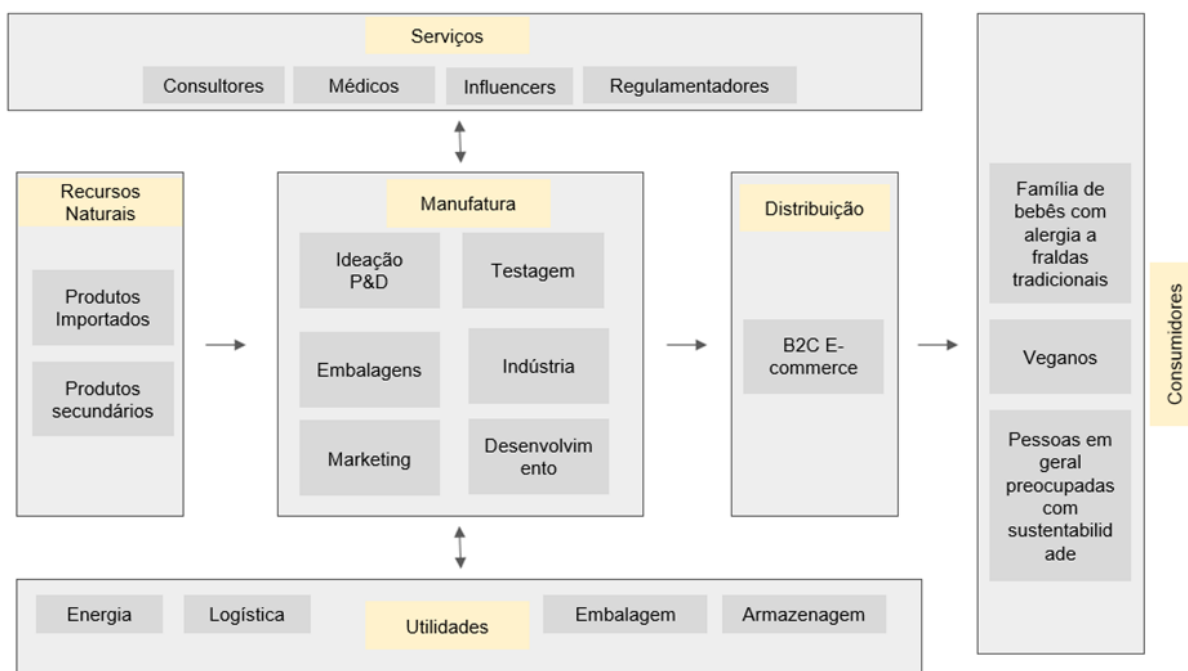 Serviços
Consultores
Médicos
Influencers
Regulamentadores
Recursos
Naturais
Produtos
Importados
Produtos
secundários
Manufatura
Ideação
P&D
Testagem
Embalagens
Indústria
Marketing
Desenvolvim
ento
Distribuição
B2C E-
commerce
Família de
bebês com
alergia a
fraldas
tradicionais
Veganos
Pessoas em
geral
preocupadas
com
sustentabilid
ade
Consumidores
Energia
Logística
Utilidades
Embalagem
Armazenagem